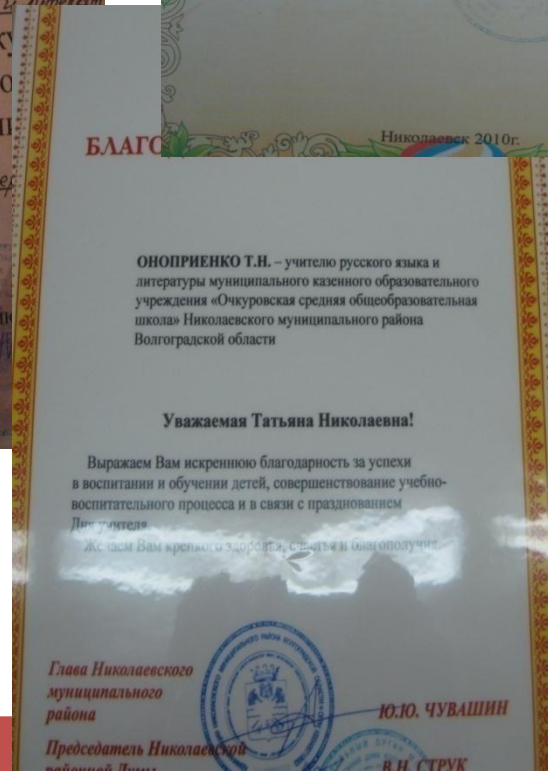 Николаевск 2010г.
БЛАГО
ОНОПРИЕНКО Т.Н. – учителю русского языка и
литературы муниципального казенного образовательного
учреждения «Очкуровская средняя общеобразовательная
школа» Николаевского муниципального района
Волгоградской области
Уважаемая Татьяна Николаевна!
Выражаем Вам искреннюю благодарность за успехи
в воспитании и обучении детей, совершенствование учебно-
воспитательного процесса и в связи с празднованием
Дня учителя.
Желаем Вам крепкого здоровья, счастья и благополучия.
Глава Николаевского
муниципального
района
Ю.Ю. ЧУВАШИН
Председатель Николаевской
районной Думы
В.Н. СТРУК